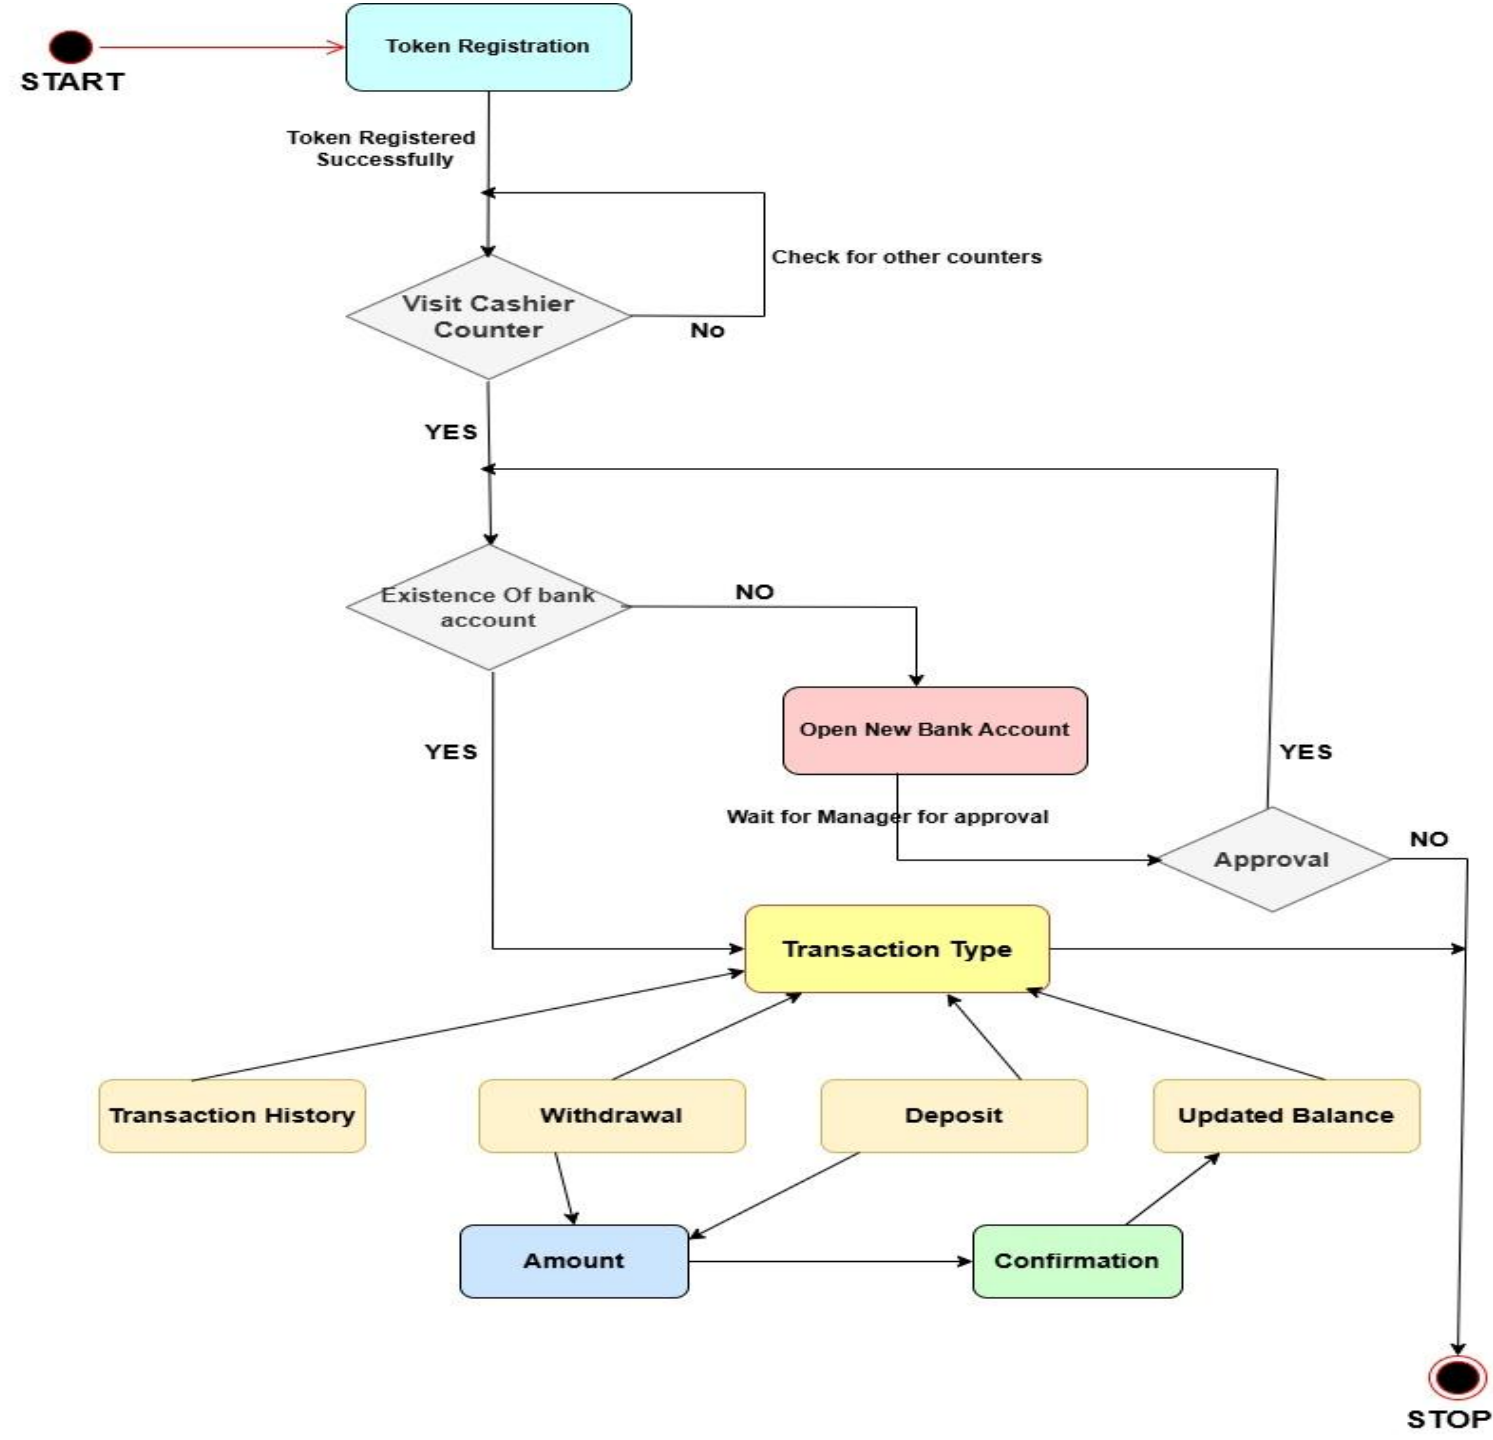 Token Registration
START
Token Registered
Successfully
Check for other counters
Visit Cashier
Counter
No
YES
Existence Of bank
account
NO
Open New Bank Account
YES
YES
Wait for Manager for approval
NO
Approval
Transaction Type
Transaction History
Withdrawal
Deposit
Updated Balance
Amount
Confirmation
STOP